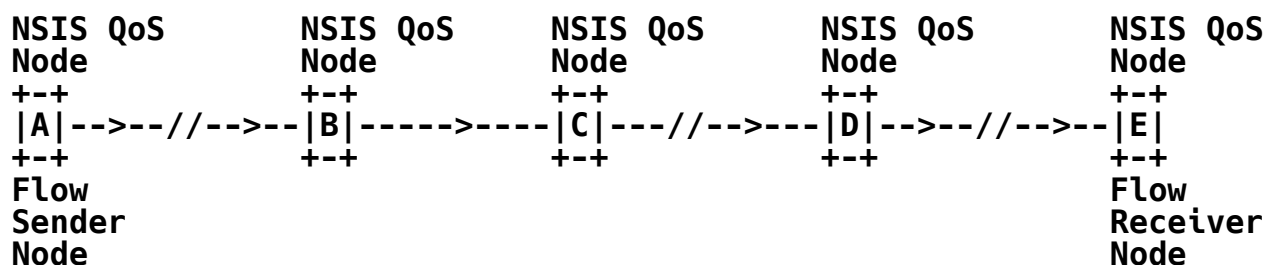 NSIS QoS       NSIS QoS     NSIS QoS      NSIS QoS       NSIS QoS
Node           Node         Node          Node           Node
+-+            +-+          +-+           +-+            +-+
|A|-->--//-->--|B|----->----|C|---//-->---|D|-->--//-->--|E|
+-+            +-+          +-+           +-+            +-+
Flow                                                     Flow
Sender                                                   Receiver
Node                                                     Node